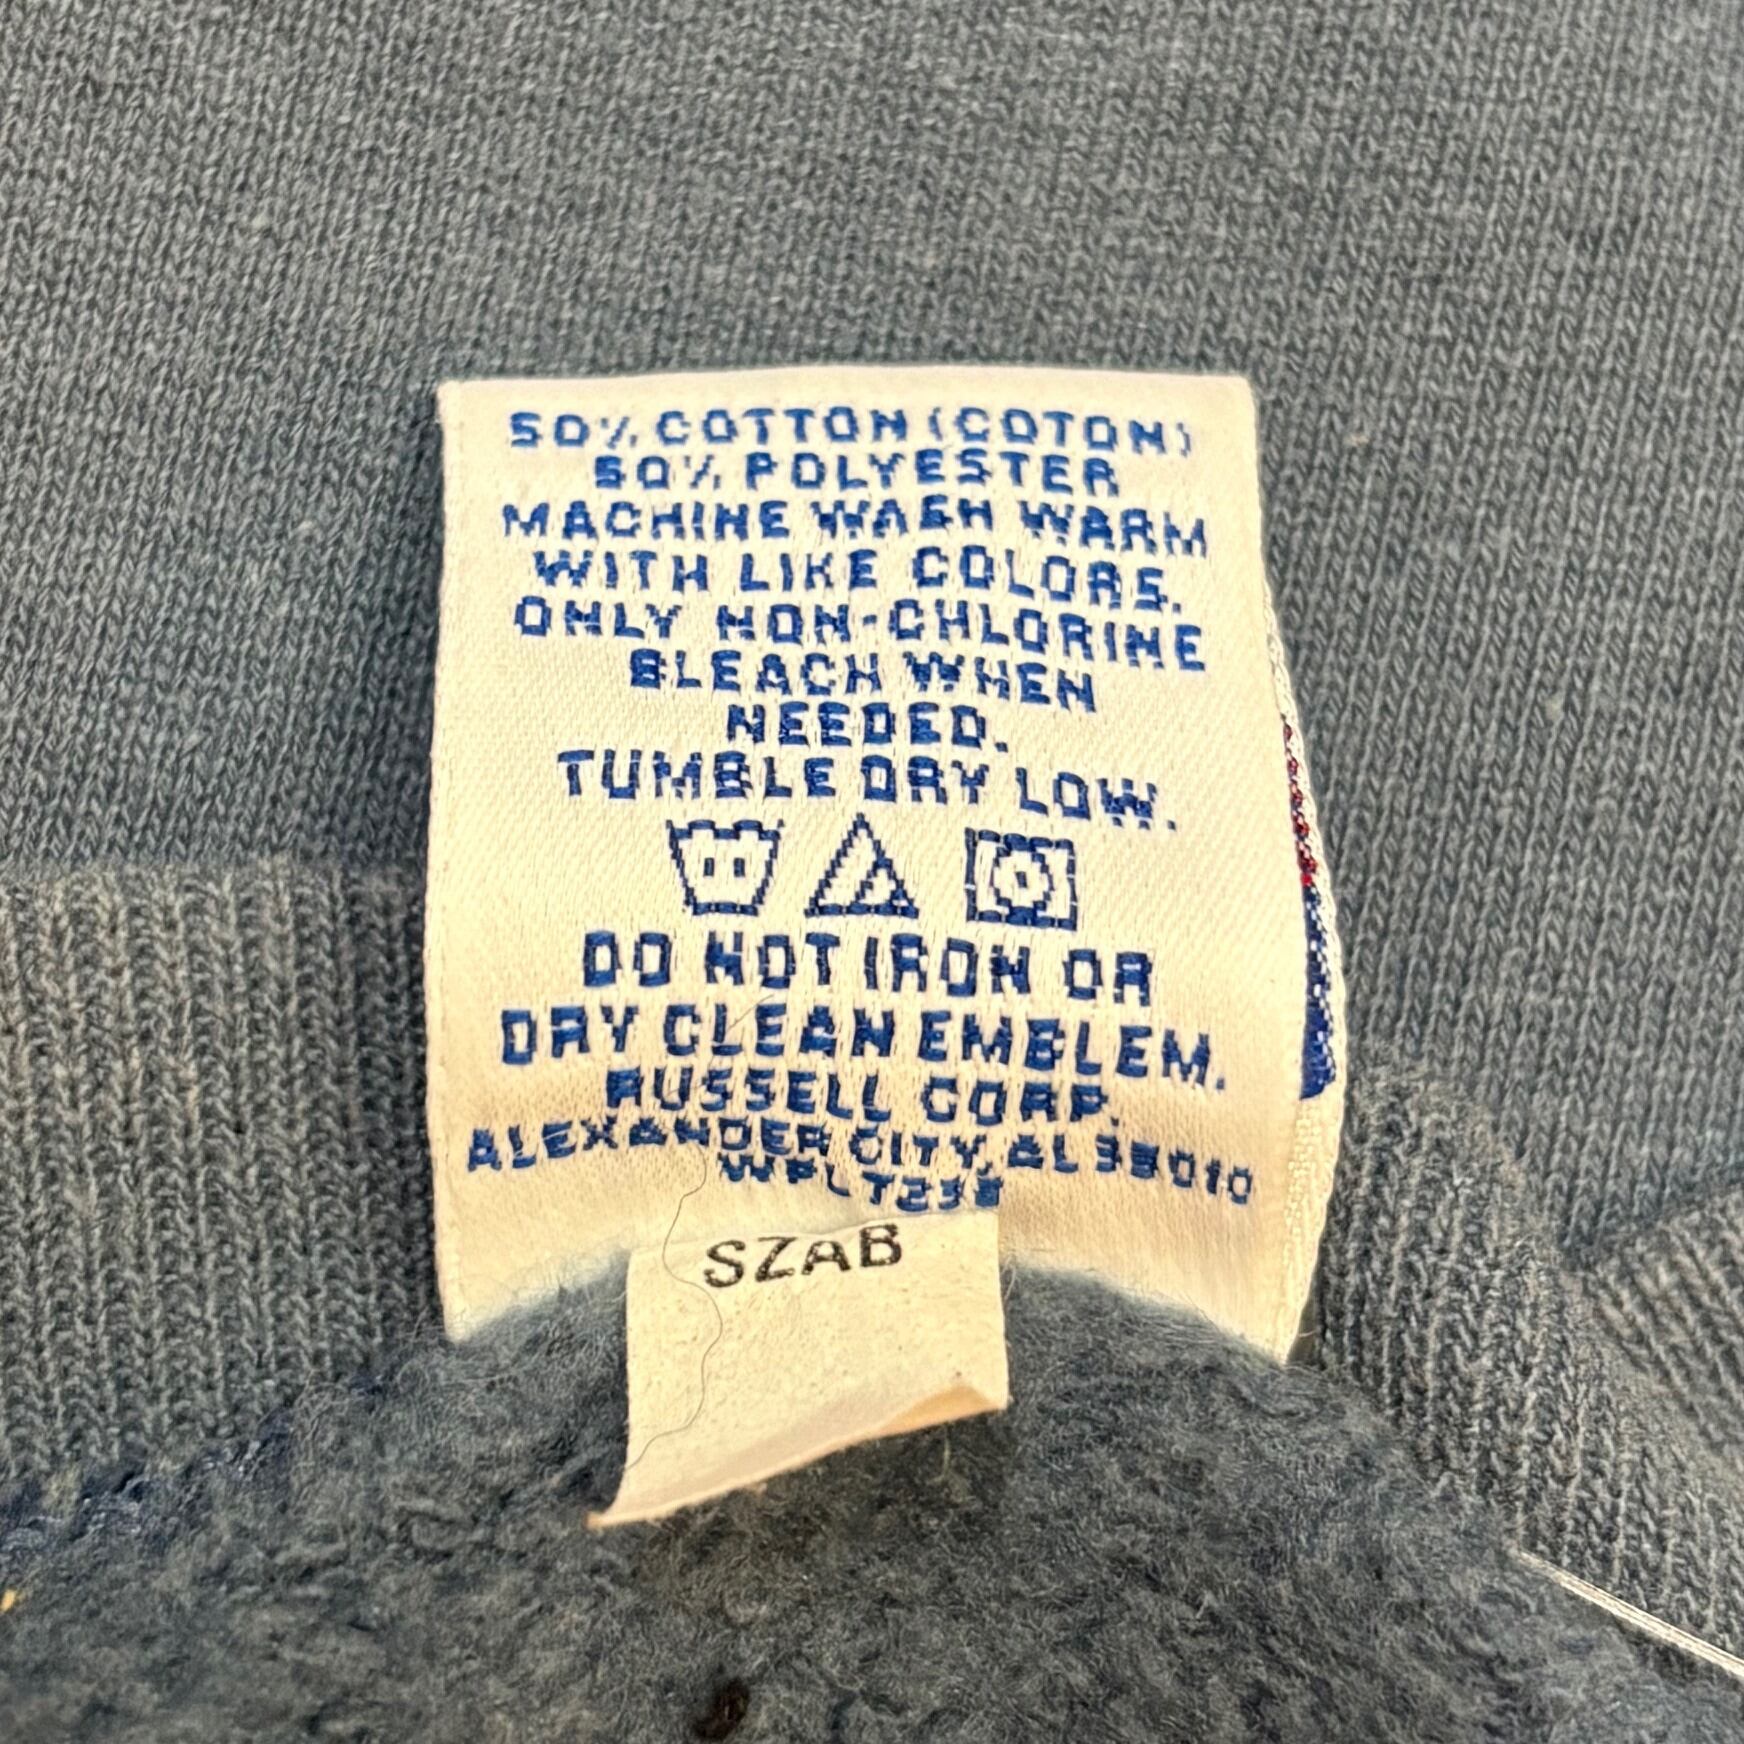 50% COTTON (COTON)
50% POLYESTER
MACHINE WASH WARM
WITH LIKE COLORS.
ONLY NON-CHLORINE
BLEACH WHEN
NEEDED.
TUMBLE DRY LOW.
DO NOT IRON OR
DRY CLEAN EMBLEM.
RUSSELL CORP.
ALEXANDER CITY, AL 35010
SZAB